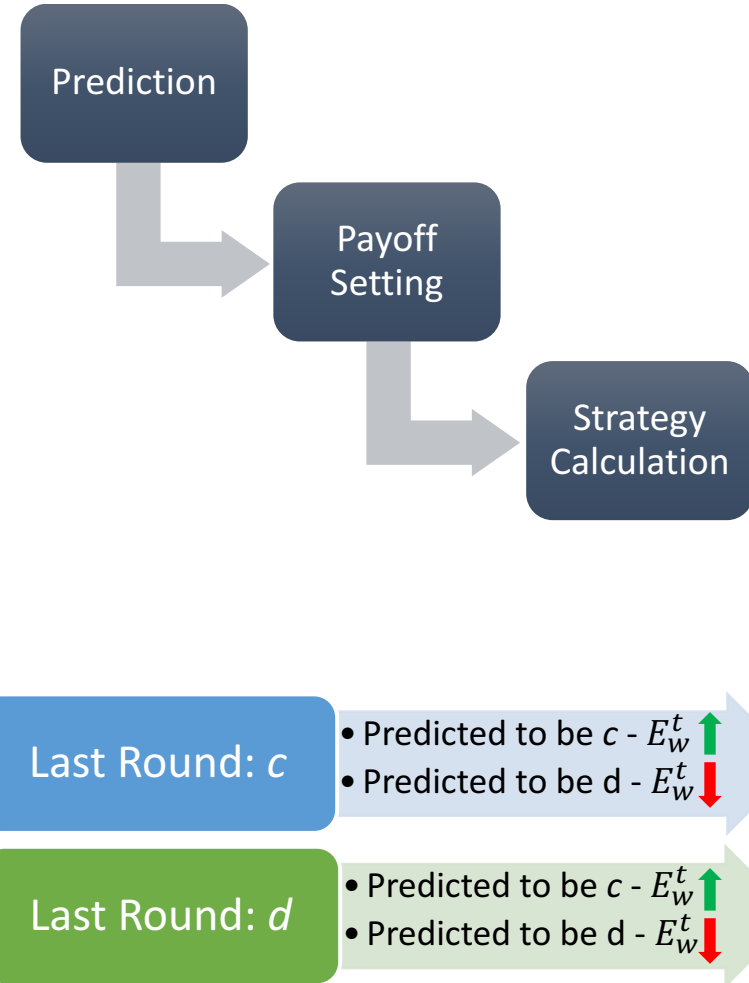 Prediction
Payoff
Setting
Strategy
Calculation
Last Round: c
• Predicted to be c - $E_w^t$
• Predicted to be d - $E_w^t$
Last Round: d
• Predicted to be c - $E_w^t$
• Predicted to be d - $E_w^t$